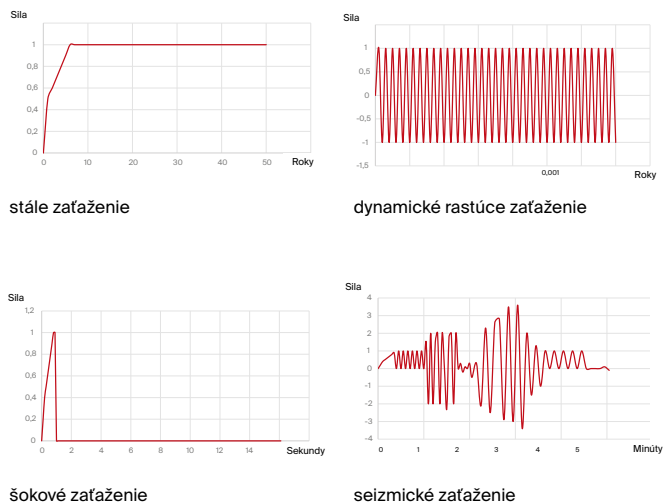 Sila
1
0,8
0,6
0,4
0,2
0
0 10 20 30 40 50 Roky
stále zaťaženie
Sila
1
0,5
0
-0,5
-1
-1,5
0,001
Roky
dynamické rastúce zaťaženie
Sila
1,2
1
0,8
0,6
0,4
0,2
0
0 2 4 6 8 10 12 14 Sekundy
šokové zaťaženie
Sila
4
3
2
1
0
-1
-2
-3
-4
0 1 2 3 4 5 Minúty
seizmické zaťaženie